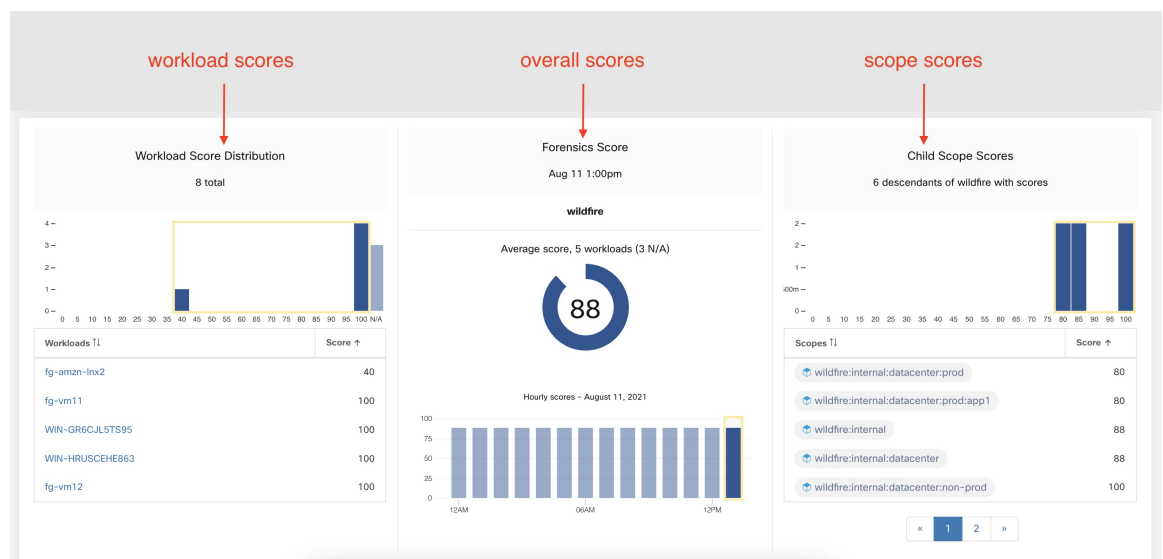 workload scores
overall scores
scope scores
Workload Score Distribution
8 total
4
3
2
1
0
0 5 10 15 20 25 30 35 40 45 50 55 60 65 70 75 80 85 90 95 100 N/A
Workloads Score
fg-amzn-lnx2 40
fg-vm11 100
WIN-GR6CJL5TS95 100
WIN-HRUSCEHE863 100
fg-vm12 100
Forensics Score
Aug 11 1:00pm
wildfire
Average score, 5 workloads (3 N/A)
88
Hourly scores - August 11, 2021
100
75
50
25
0
12AM 06AM 12PM
Child Scope Scores
6 descendants of wildfire with scores
2
2
1
500m
0
0 5 10 15 20 25 30 35 40 45 50 55 60 65 70 75 80 85 90 95 100
Scopes Score
wildfire:internal:datacenter:prod 80
wildfire:internal:datacenter:prod:app1 80
wildfire:internal 88
wildfire:internal:datacenter 88
wildfire:internal:datacenter:non-prod 100
« 1 2 »